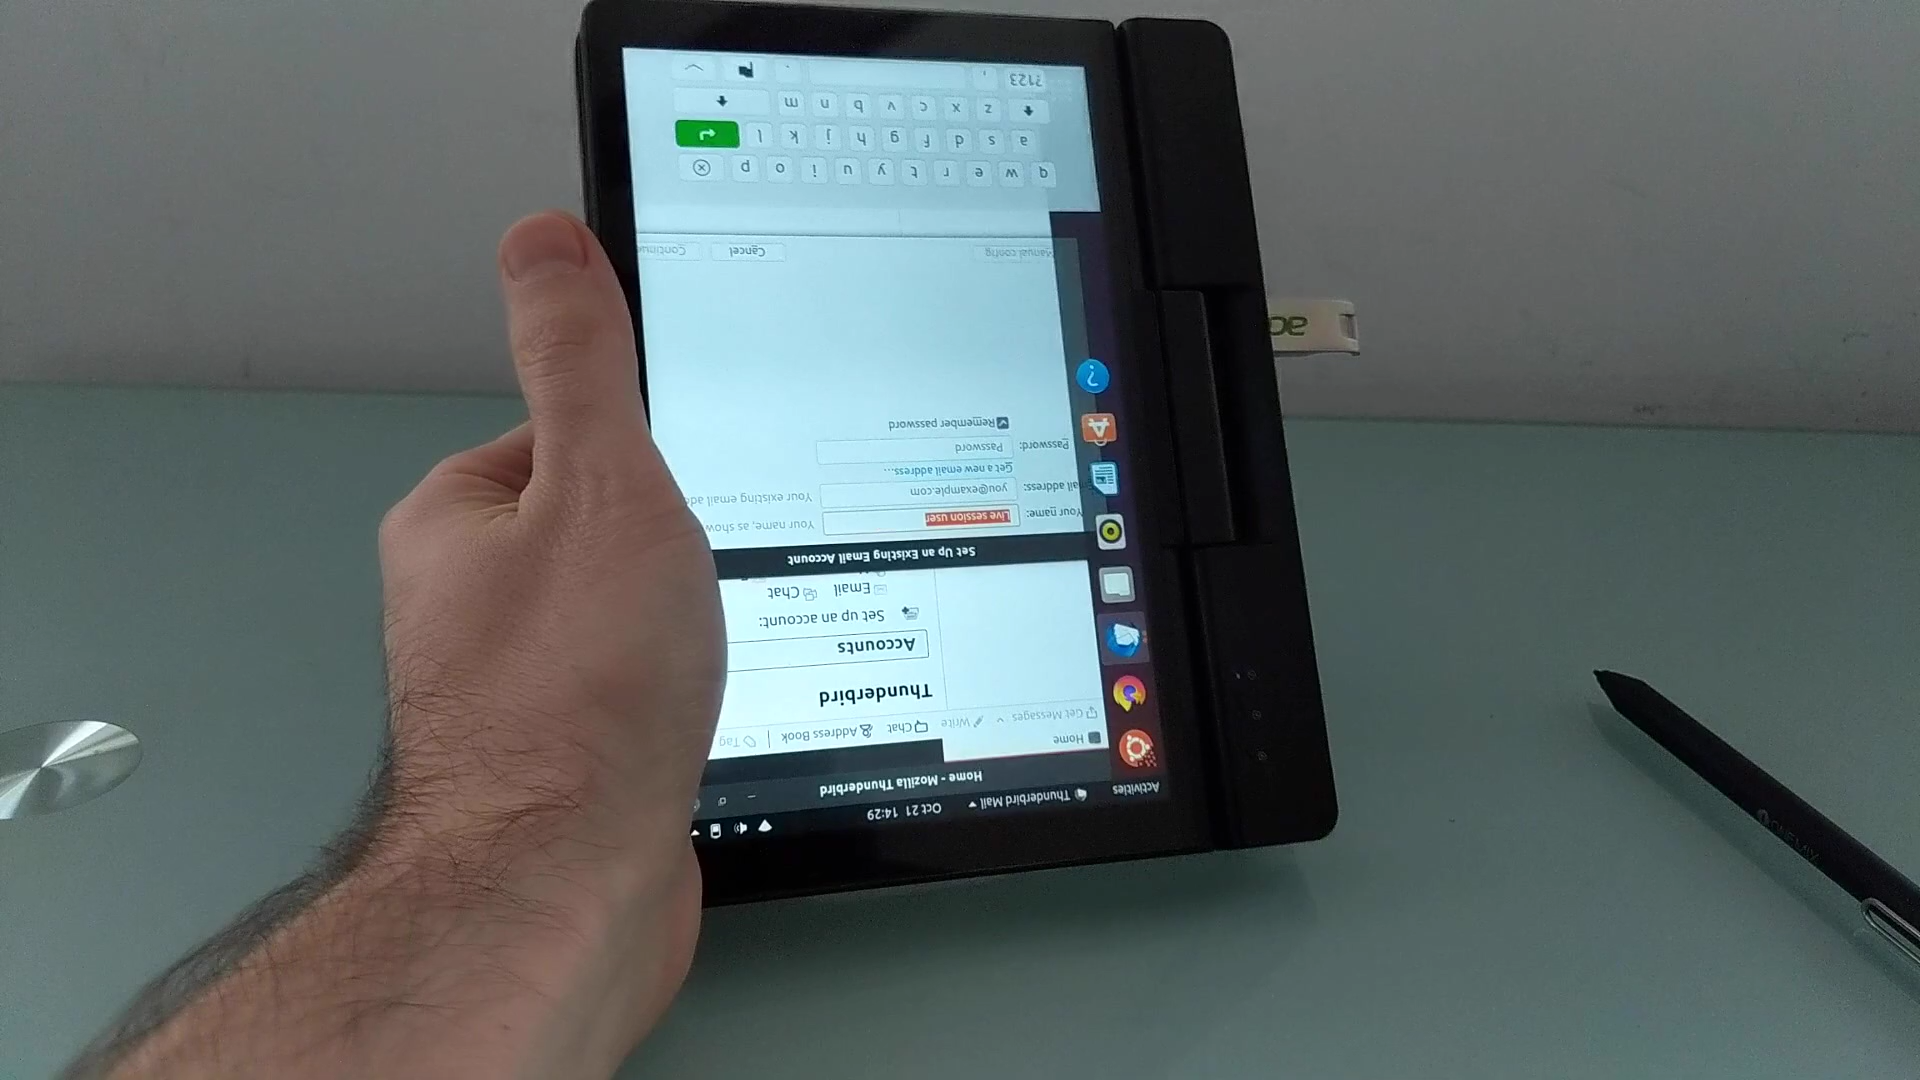 Activities
Thunderbird Mail
Oct 21 14:29
Home - Mozilla Thunderbird
Home
Get Messages
Write
Chat
Address Book
Tag
Thunderbird
Accounts
Set up an account:
Email
Chat
Set Up an Existing Email Account
Your name:
Live session user
Your name, as show
Email address:
you@example.com
Your existing email add
Get a new email address...
Password:
Password
Remember password
Manual config
Cancel
Continu
q w e r t y u i o p
a s d f g h j k l
z x c v b n m
?123 , .
ac
ONEMIX